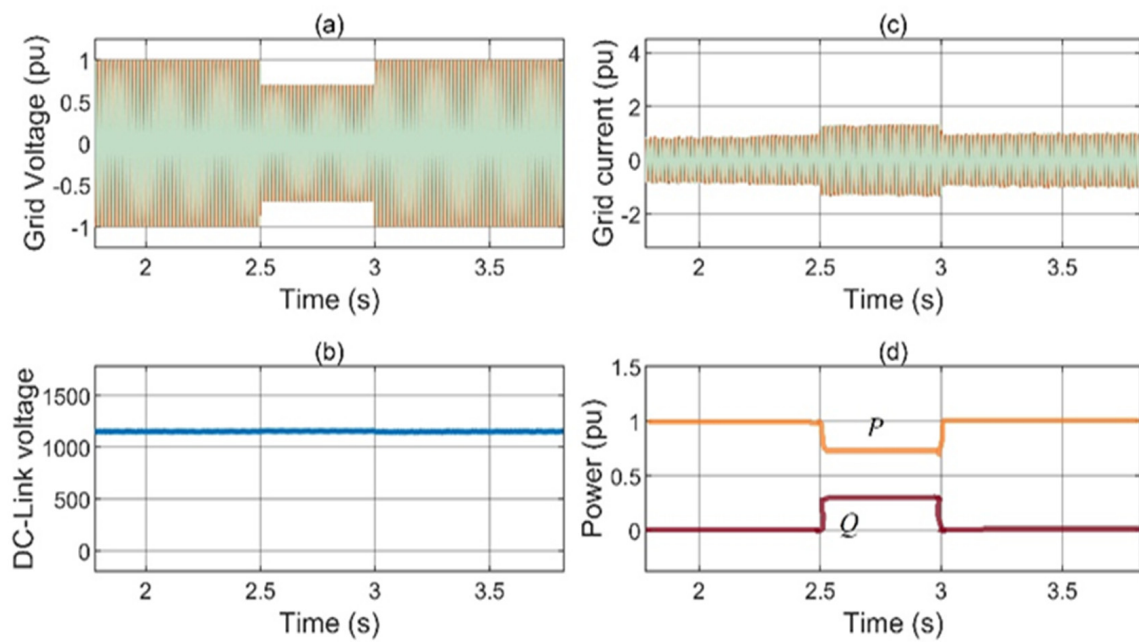 (a)
Grid Voltage (pu)
1
0.5
0
-0.5
-1
2 2.5 3 3.5
Time (s)
(c)
Grid current (pu)
4
2
0
-2
2 2.5 3 3.5
Time (s)
(b)
DC-Link voltage
1500
1000
500
0
2 2.5 3 3.5
Time (s)
(d)
Power (pu)
1.5
1
0.5
0
P
Q
2 2.5 3 3.5
Time (s)